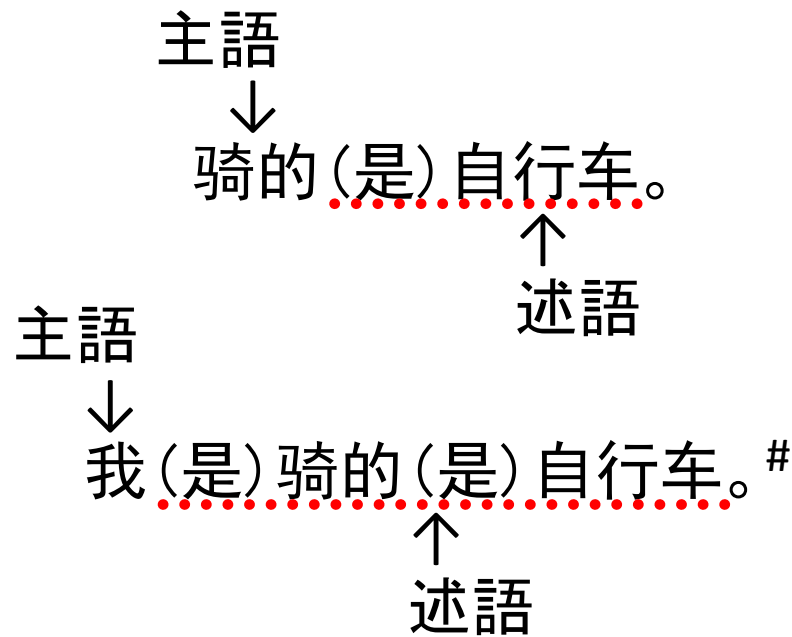 主語
↓
骑的(是)自行车。
↑
述語
主語
↓
我(是)骑的(是)自行车。#
↑
述語